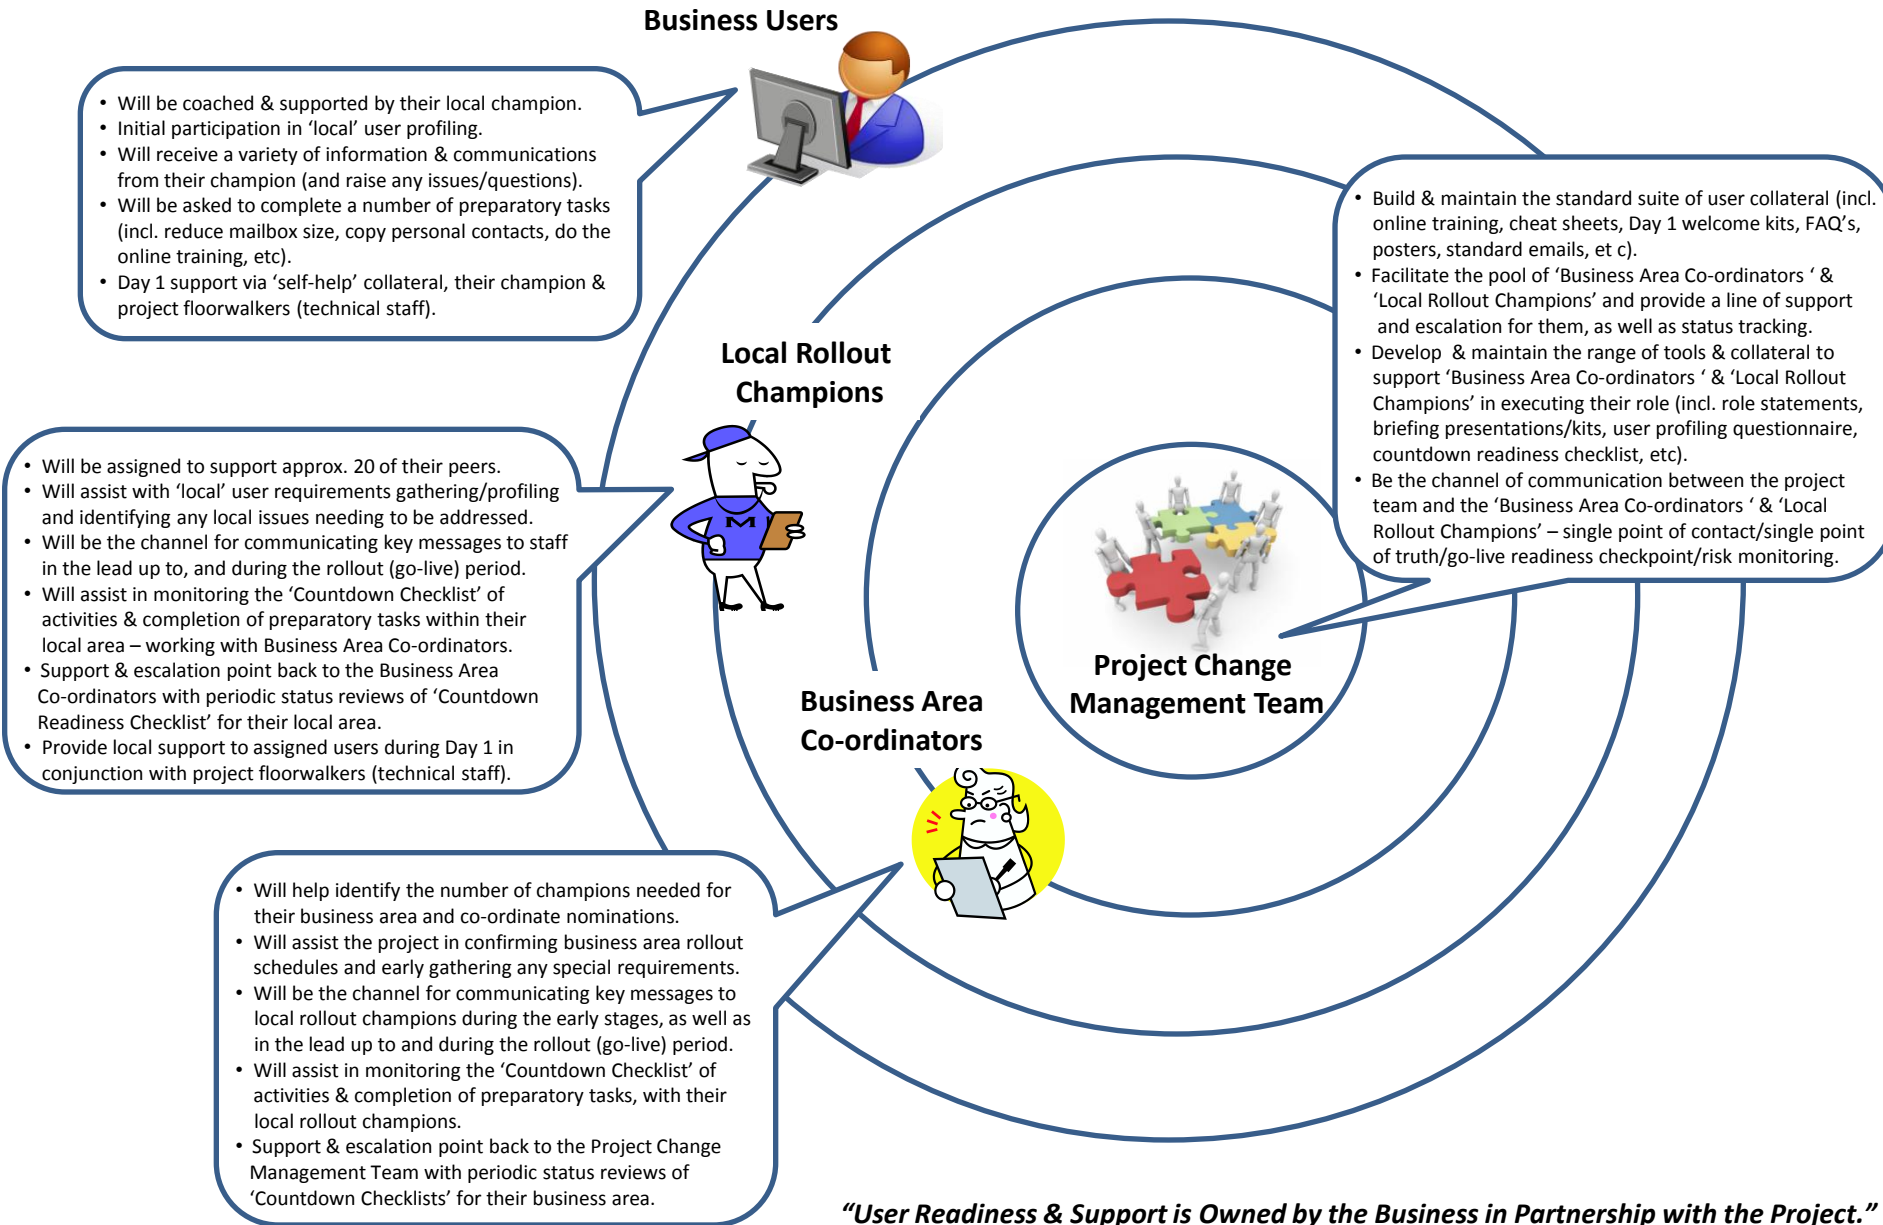 Business Users
• Will be coached & supported by their local champion.
• Initial participation in ‘local’ user profiling.
• Will receive a variety of information & communications
from their champion (and raise any issues/questions).
• Will be asked to complete a number of preparatory tasks
(incl. reduce mailbox size, copy personal contacts, do the
online training, etc).
• Day 1 support via ‘self-help’ collateral, their champion &
project floorwalkers (technical staff).
• Build & maintain the standard suite of user collateral (incl.
online training, cheat sheets, Day 1 welcome kits, FAQ’s,
posters, standard emails, et c).
• Facilitate the pool of ‘Business Area Co-ordinators ‘ &
‘Local Rollout Champions’ and provide a line of support
and escalation for them, as well as status tracking.
• Develop & maintain the range of tools & collateral to
support ‘Business Area Co-ordinators ‘ & ‘Local Rollout
Champions’ in executing their role (incl. role statements,
briefing presentations/kits, user profiling questionnaire,
countdown readiness checklist, etc).
• Be the channel of communication between the project
team and the ‘Business Area Co-ordinators ‘ & ‘Local
Rollout Champions’ – single point of contact/single point
of truth/go-live readiness checkpoint/risk monitoring.
Local Rollout
Champions
• Will be assigned to support approx. 20 of their peers.
• Will assist with ‘local’ user requirements gathering/profiling
and identifying any local issues needing to be addressed.
• Will be the channel for communicating key messages to staff
in the lead up to, and during the rollout (go-live) period.
• Will assist in monitoring the ‘Countdown Checklist’ of
activities & completion of preparatory tasks within their
local area – working with Business Area Co-ordinators.
• Support & escalation point back to the Business Area
Co-ordinators with periodic status reviews of ‘Countdown
Readiness Checklist’ for their local area.
• Provide local support to assigned users during Day 1 in
conjunction with project floorwalkers (technical staff).
M
Project Change
Management Team
Business Area
Co-ordinators
• Will help identify the number of champions needed for
their business area and co-ordinate nominations.
• Will assist the project in confirming business area rollout
schedules and early gathering any special requirements.
• Will be the channel for communicating key messages to
local rollout champions during the early stages, as well as
in the lead up to and during the rollout (go-live) period.
• Will assist in monitoring the ‘Countdown Checklist’ of
activities & completion of preparatory tasks, with their
local rollout champions.
• Support & escalation point back to the Project Change
Management Team with periodic status reviews of
‘Countdown Checklists’ for their business area.
“User Readiness & Support is Owned by the Business in Partnership with the Project.”